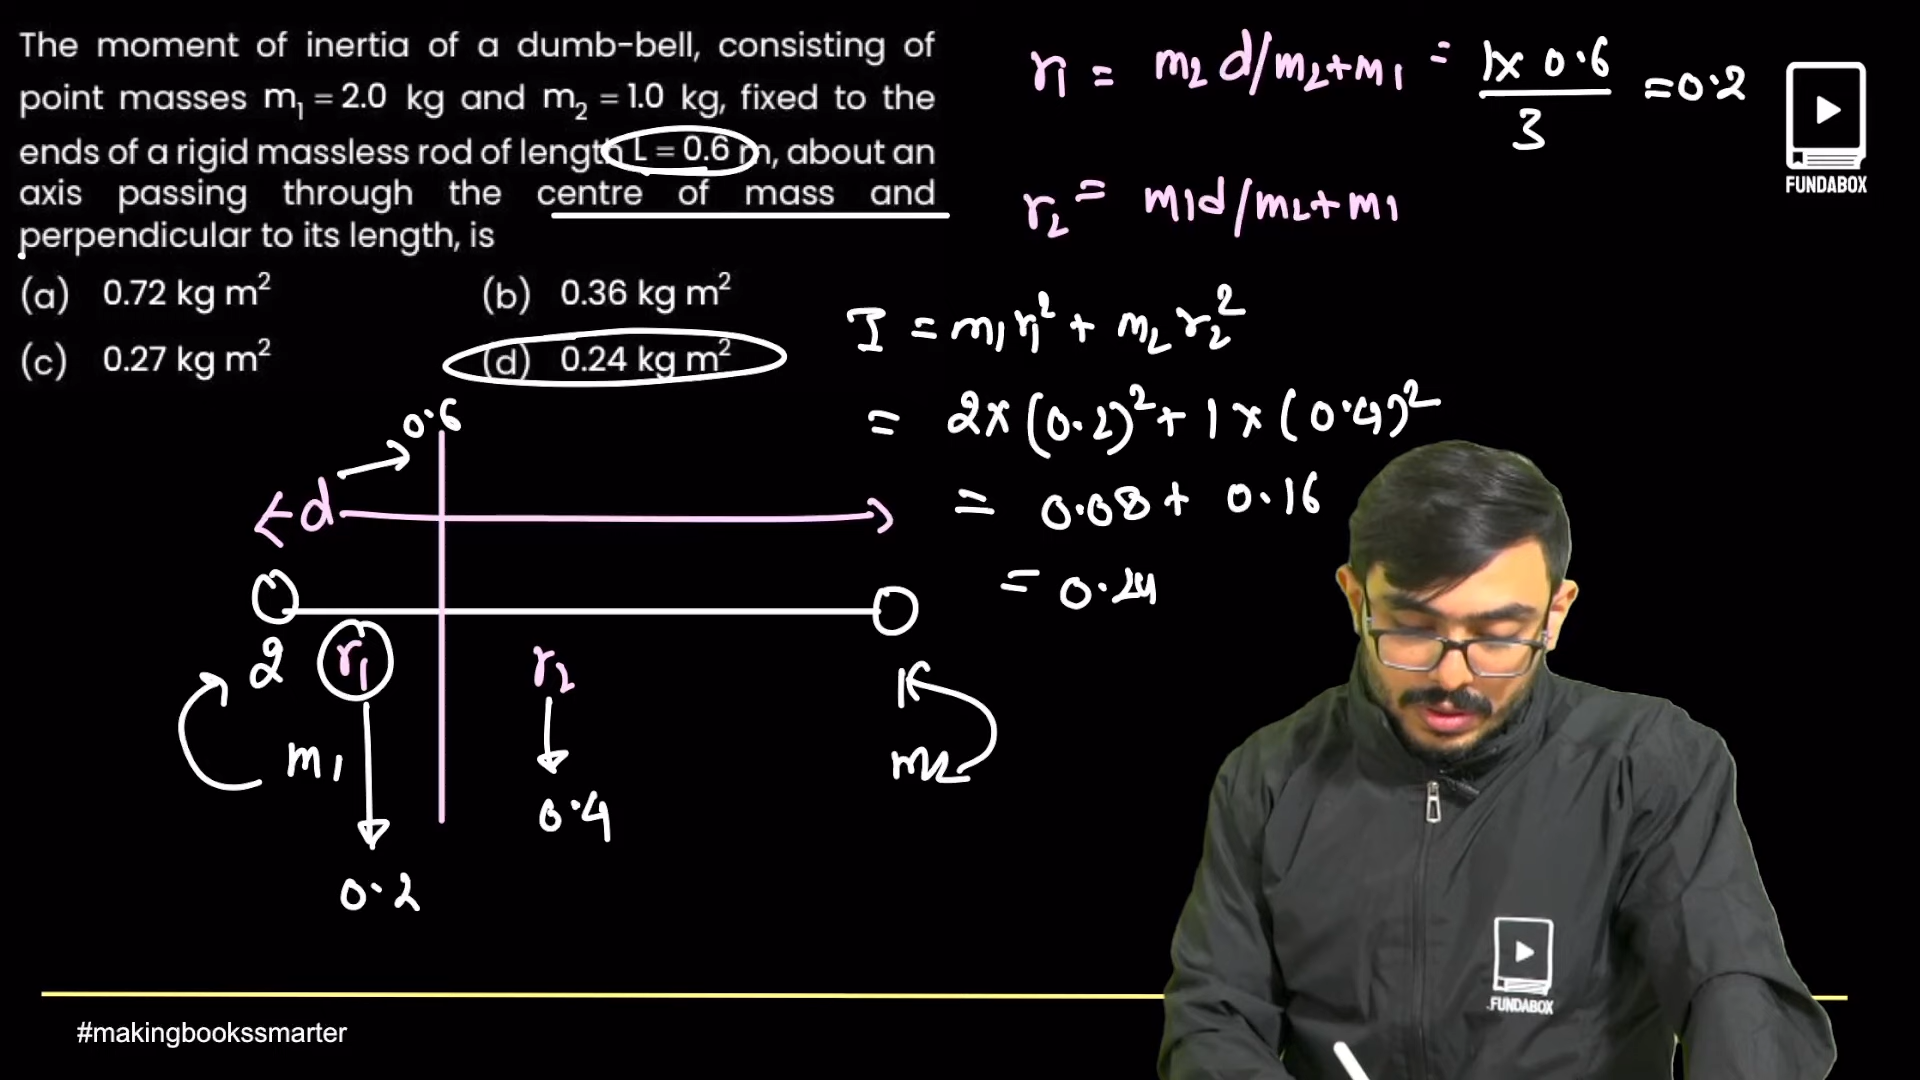 The moment of inertia of a dumb-bell, consisting of
point masses m₁ = 2.0 kg and m₂ = 1.0 kg, fixed to the
ends of a rigid massless rod of length L = 0.6 m, about an
axis passing through the centre of mass and
perpendicular to its length, is
(a) 0.72 kg m² (b) 0.36 kg m²
(c) 0.27 kg m² (d) 0.24 kg m²
r₁ = m₂ d/m₂+m₁ = 1x 0.6 / 3 = 0.2
r₂ = m₁d/m₂+m₁
I = m₁r₁² + m₂ r₂²
= 2x (0.2)² + 1 x (0.4)²
= 0.08 + 0.16
= 0.24
0.6
d
2 r₁ r₂ 1
m₁ m₂
0.4
0.2
FUNDABOX
FUNDABOX
#makingbookssmarter